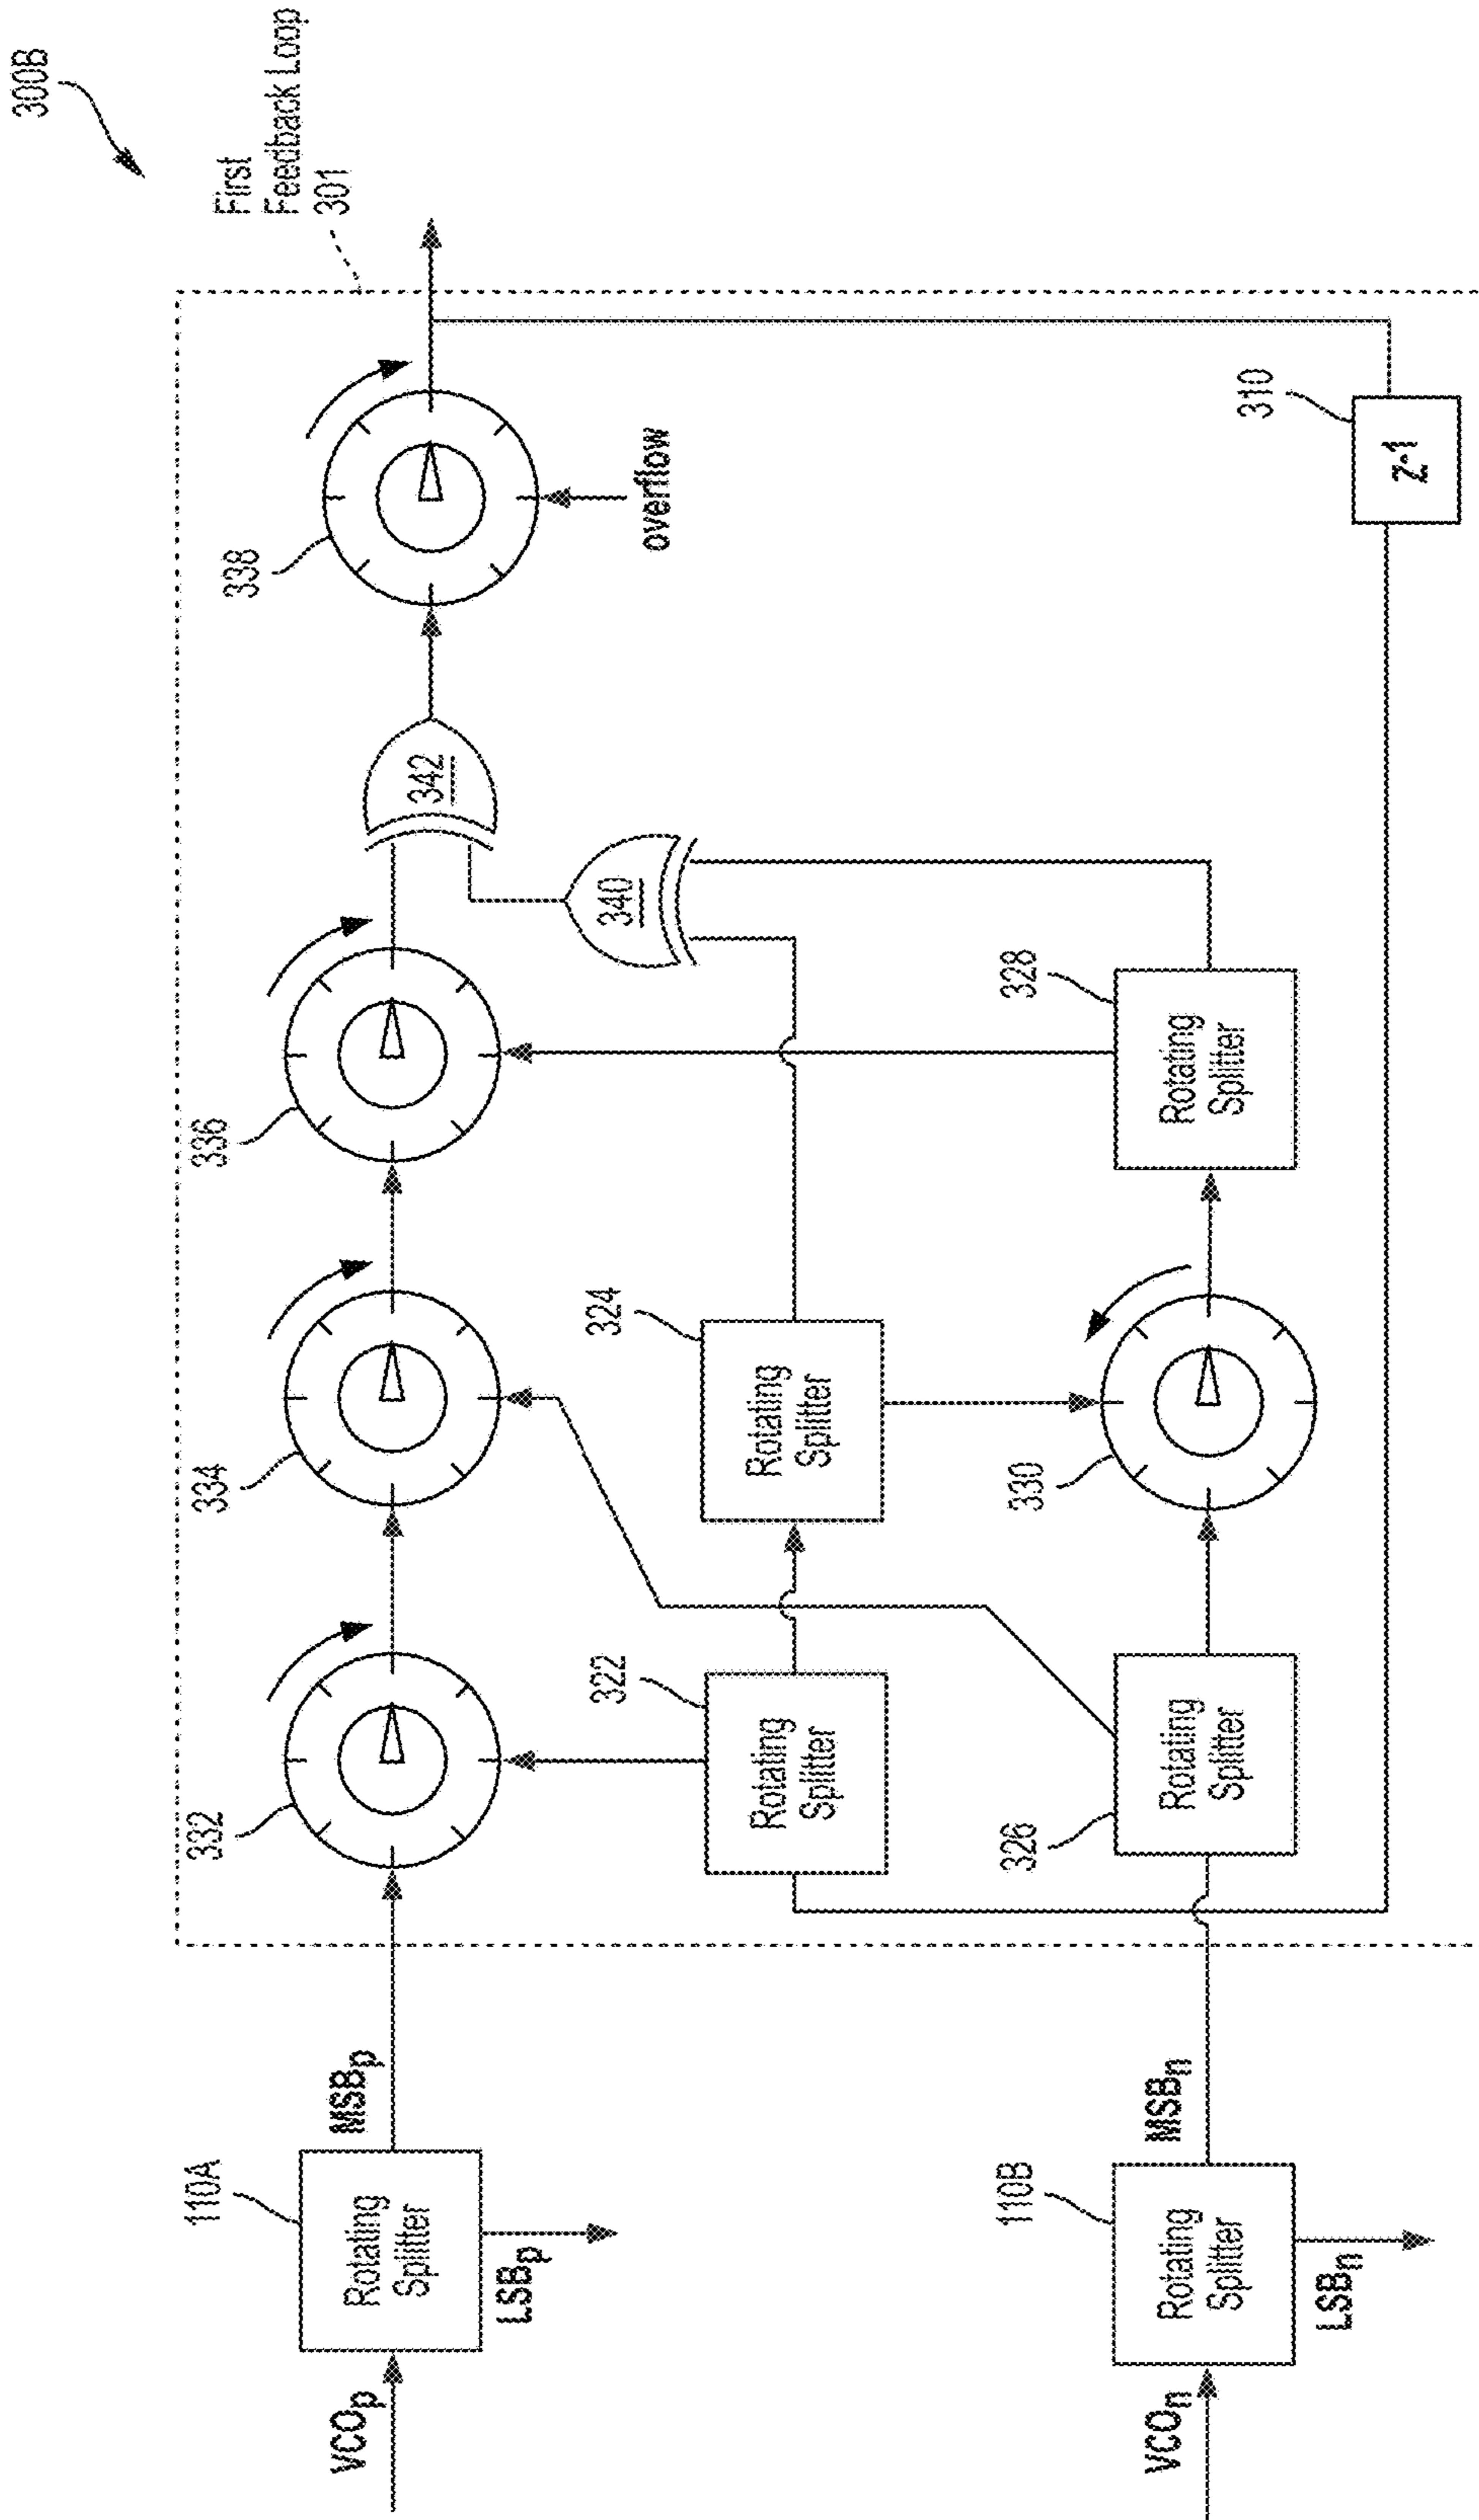 300B
First
Feedback Loop
301
338
overflow
310
z-1
342
340
336
328
Rotating
Splitter
334
324
Rotating
Splitter
330
332
322
Rotating
Splitter
326
Rotating
Splitter
MSBp
110A
Rotating
Splitter
LSBp
VCOp
MSBn
110B
Rotating
Splitter
LSBn
VCOn